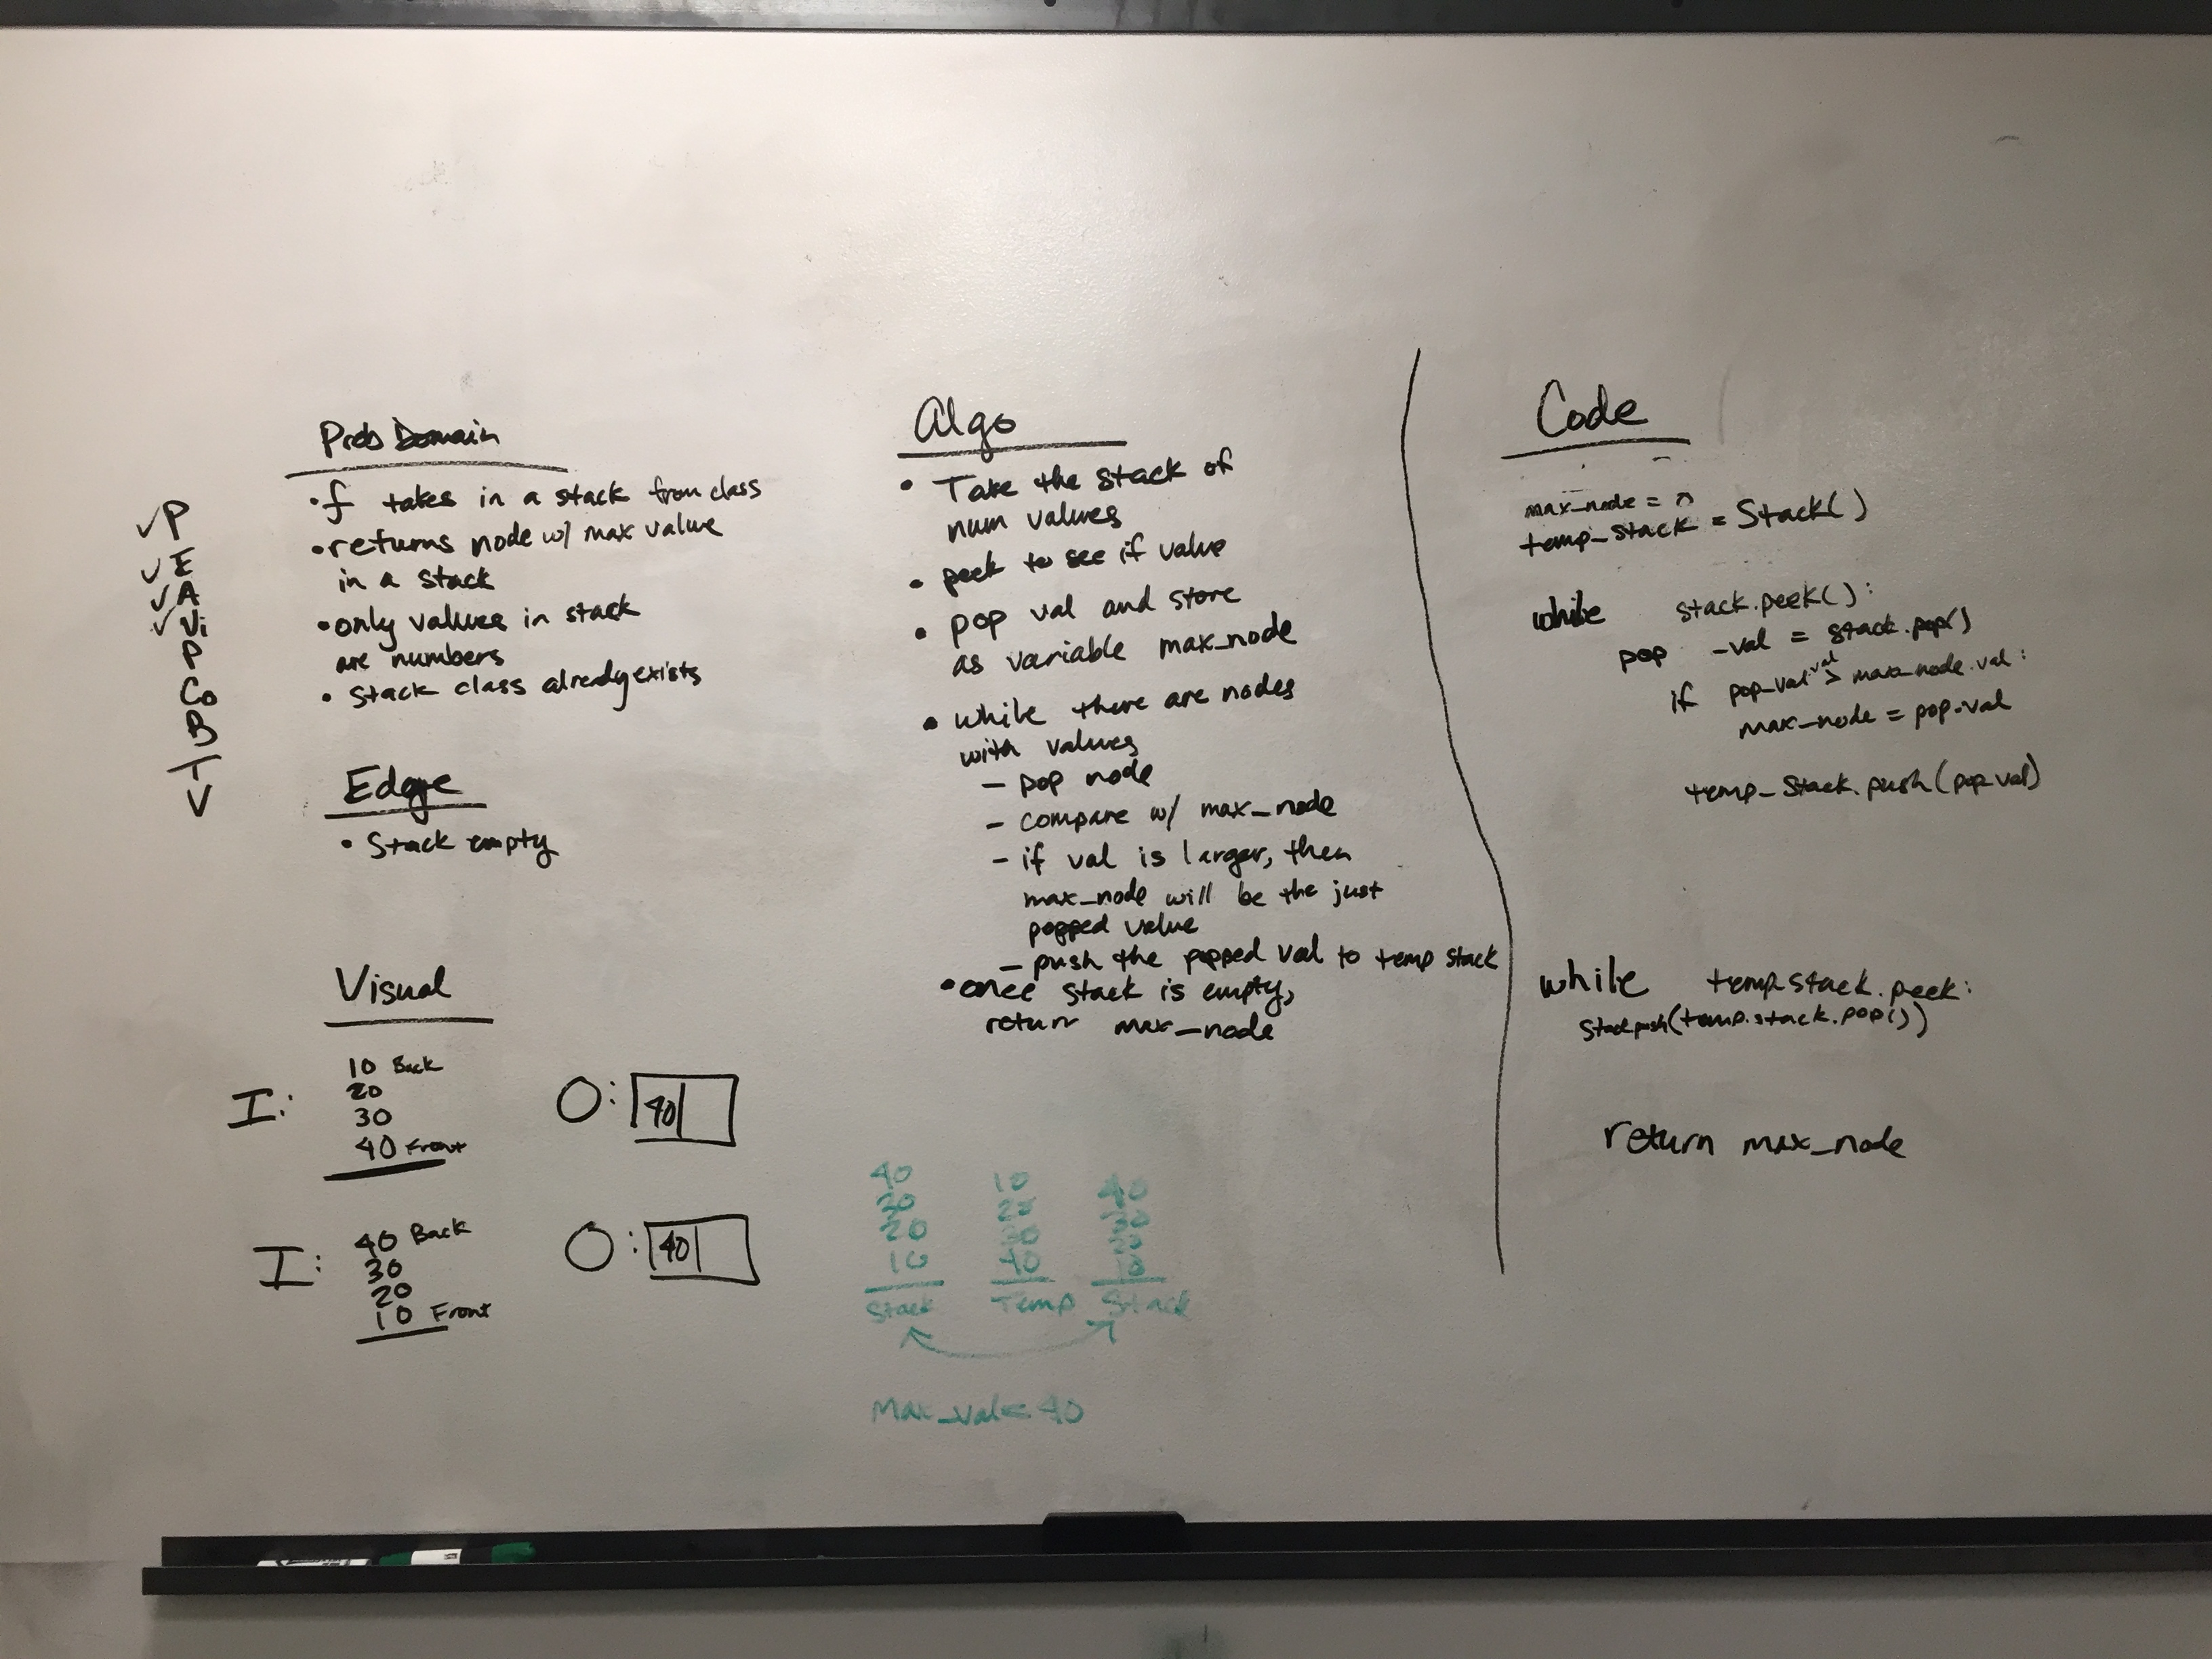 ✓P
✓E
✓A
✓Vi
P
Co
B
T
V
Prob Domain
• f takes in a stack from class
• returns node w/ max value
in a stack
• only values in stack
are numbers
• Stack class already exists
Edge
• Stack empty
Visual
I:
10 Back
20
30
40 Front
O: 40
I:
40 Back
30
20
10 Front
O: 40
Algo
• Take the stack of
num values
• peek to see if value
• pop val and store
as variable max_node
• while there are nodes
with values
- pop node
- compare w/ max_node
- if val is larger, then
max_node will be the just
popped value
- push the popped val to temp stack
• once stack is empty,
return max_node
40 10 40
30 20 30
20 30 20
10 40 10
Stack Temp Stack
Max_val = 40
Code
max_node =
temp_stack = Stack()
while stack.peek():
pop -val = stack.pop()
if pop_val.val > max_node.val:
max_node = pop.val
temp_stack.push(pop val)
while temp stack.peek:
Stack push(temp.stack.pop())
return max_node